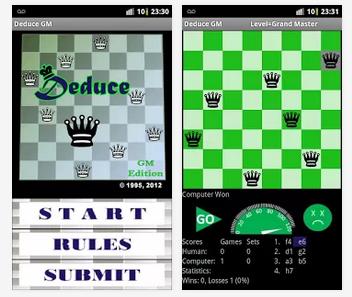 10 23:30
Deduce GM
Deduce
GM
Edition
© 1995, 2012
START
RULES
SUBMIT
10 23:31
Deduce GM Level=Grand Master
Computer Won
GO
Scores Games Sets 1. f4 e6
Human: 0 0 2. d1 g2
Computer: 1 0 3. a3 b5
Statistics: 4. h7
Wins: 0, Losses 1 (0%)